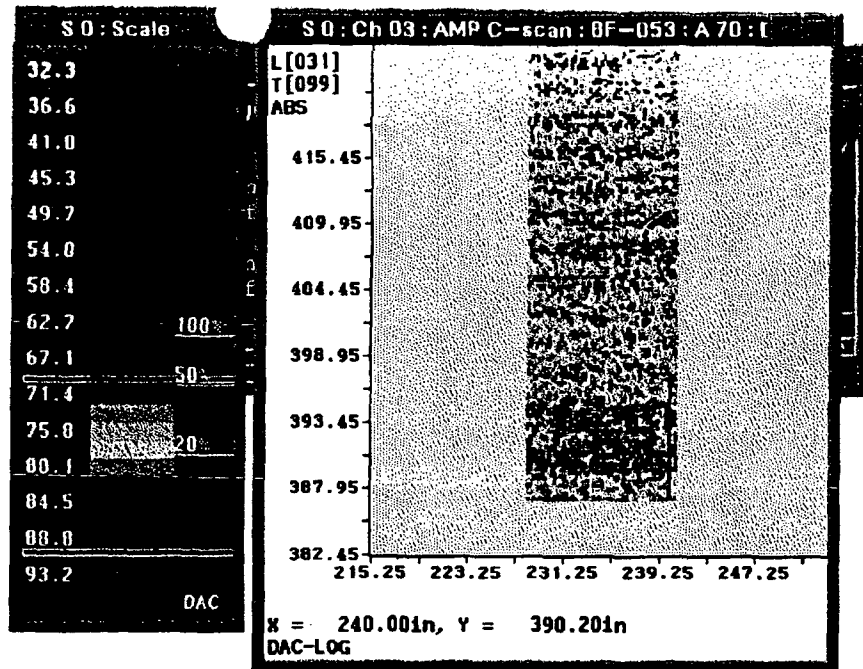 S 0 : Scale
32.3
36.6
41.0
45.3
49.7
54.0
58.4
62.7
67.1
71.4
75.8
80.1
84.5
88.8
93.2
100%
50%
20%
DAC
S 0 : Ch 03 : AMP C-scan : BF-053 : A 70 :
L[031]
T[099]
ABS
415.45
409.95
404.45
398.95
393.45
387.95
382.45
215.25 223.25 231.25 239.25 247.25
X = 240.00in, Y = 390.20in
DAC-LOG